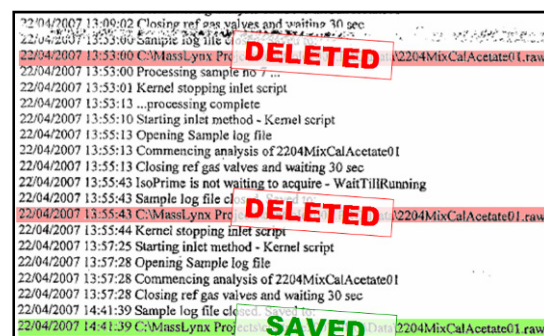 22/04/2007 13:09:02 Closing ref gas valves and waiting 30 sec
22/04/2007 13:53:00 Sample log file
DELETED
22/04/2007 13:53:00 C:\MassLynx \2204MixCalAcetate01.raw
22/04/2007 13:53:00 Processing sample no 7 ...
22/04/2007 13:53:01 Kernel stopping inlet script
22/04/2007 13:53:13 ...processing complete
22/04/2007 13:55:10 Starting inlet method - Kernel script
22/04/2007 13:55:13 Opening Sample log file
22/04/2007 13:55:13 Commencing analysis of 2204MixCalAcetate01
22/04/2007 13:55:13 Closing ref gas valves and waiting 30 sec
22/04/2007 13:55:43 IsoPrime is not waiting to acquire - WaitTillRunning
22/04/2007 13:55:43 Sample log file
DELETED
22/04/2007 13:55:43 C:\MassLynx \2204MixCalAcetate01.raw
22/04/2007 13:55:44 Kernel stopping inlet script
22/04/2007 13:57:25 Starting inlet method - Kernel script
22/04/2007 13:57:28 Opening Sample log file
22/04/2007 13:57:28 Commencing analysis of 2204MixCalAcetate01
22/04/2007 13:57:28 Closing ref gas valves and waiting 30 sec
22/04/2007 14:41:39 Sample log file closed. Saved to:
22/04/2007 14:41:39 C:\MassLynx Data\2204MixCalAcetate01.raw
SAVED